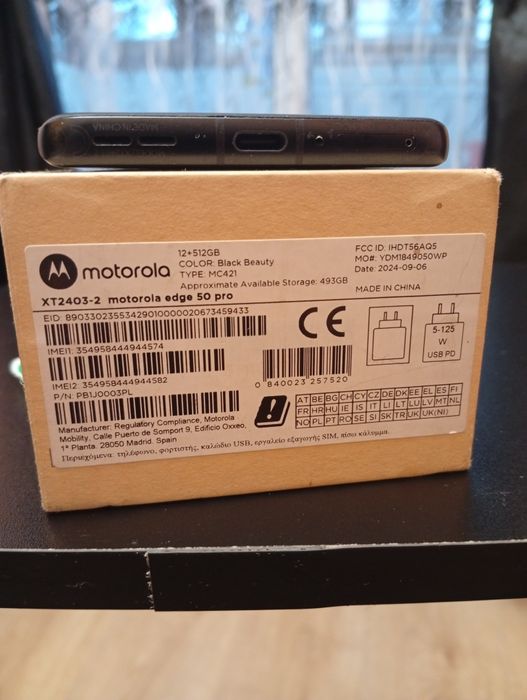 MADE IN CHINA
12+512GB
motorola
COLOR: Black Beauty
TYPE: MC421
Approximate Available Storage: 493GB
FCC ID: IHDT56AQ5
MO#: YDM1849050WP
Date: 2024-09-06
MADE IN CHINA
XT2403-2 motorola edge 50 pro
EID: 89033023553429010000020673459433
IMEI1: 354958444944574
IMEI2: 354958444944582
P/N: PB1J0003PL
CE
0 840023 257520
5-125
W
USB PD
Manufacturer: Regulatory Compliance, Motorola
Mobility, Calle Puerto de Somport 9, Edificio Oxxeo,
1ª Planta. 28050 Madrid. Spain
AT BE BG CH CY CZ DE DK EE EL ES FI
FR HR HU IE IS IT LI LT LU LV MT NL
NO PL PT RO SE SI SK TR UK UK(NI)
Περιεχόμενα: τηλέφωνο, φορτιστής, καλώδιο USB, εργαλείο εξαγωγής SIM, πίσω κάλυμμα.